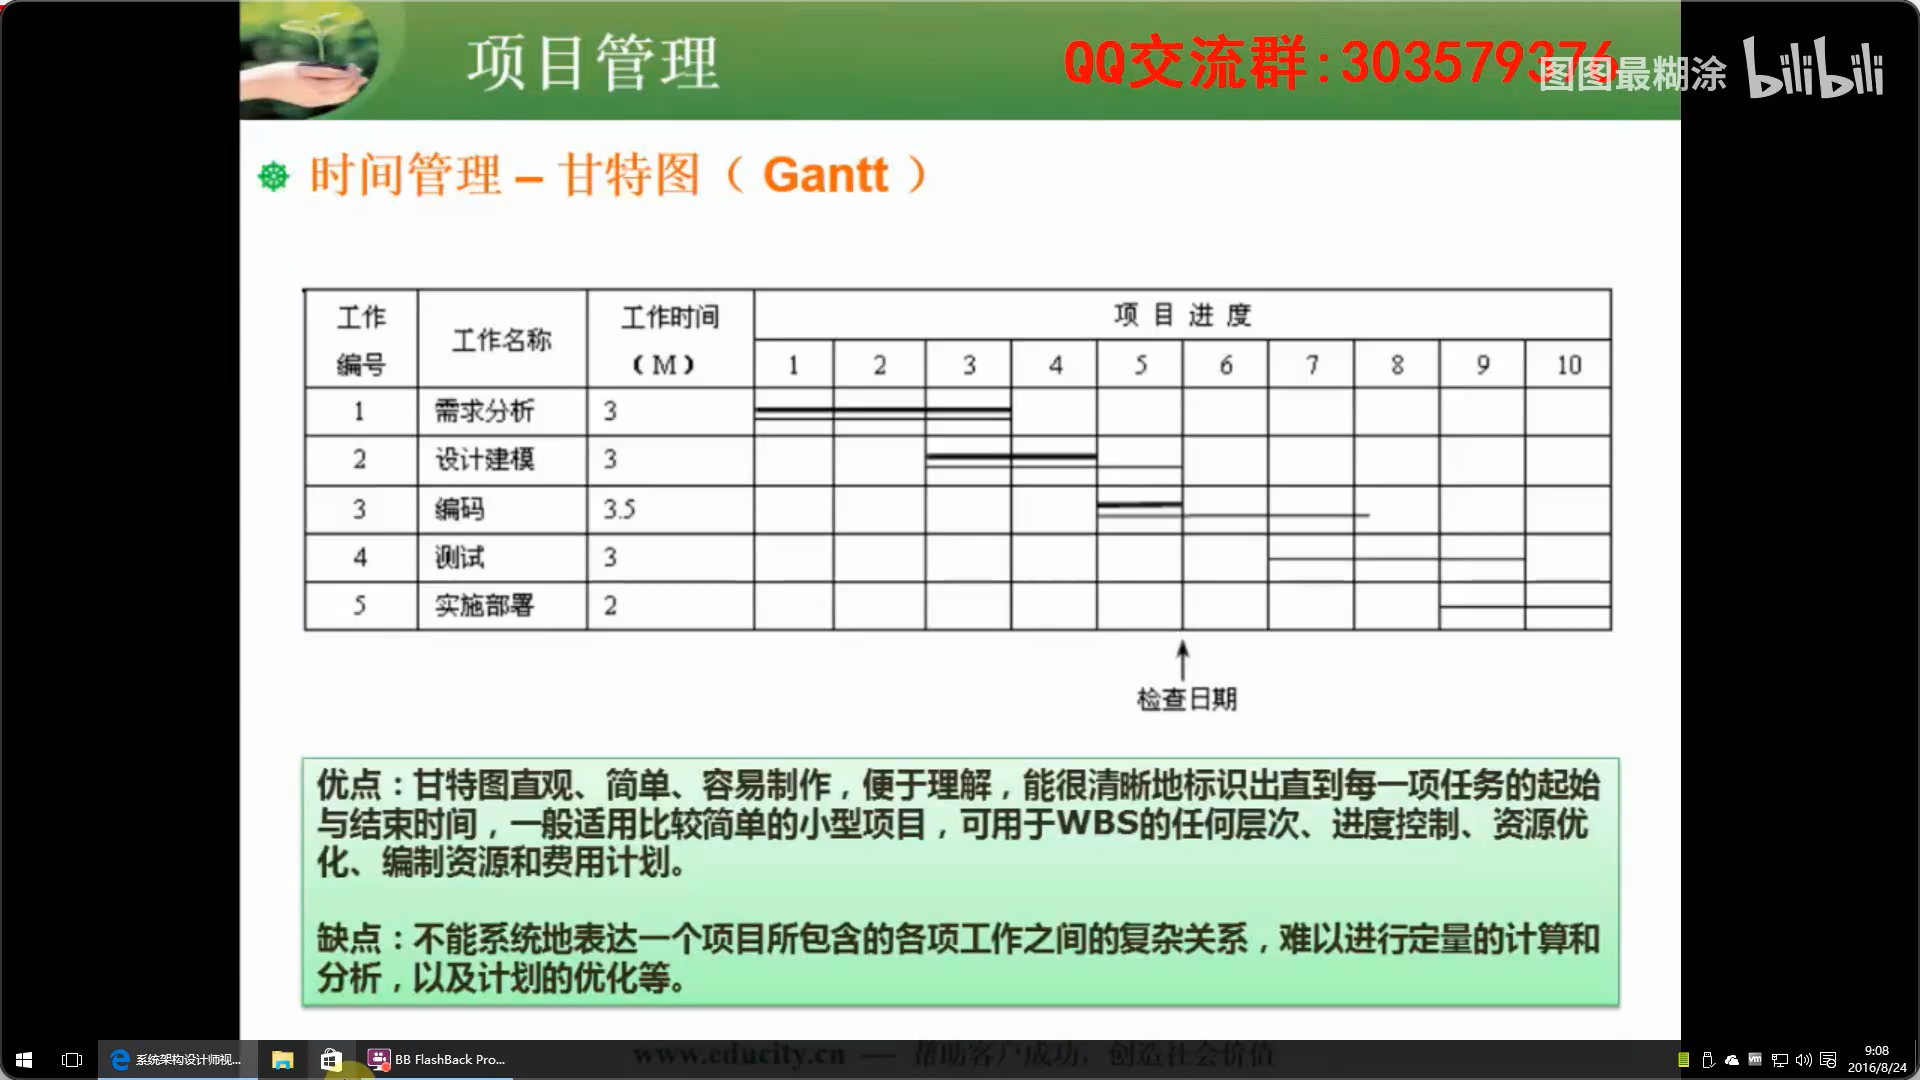 项目管理
QQ交流群:303579376
图图最糊涂 bilibili
时间管理 – 甘特图（ Gantt ）
工作编号 工作名称 工作时间（M） 项目进度
1 2 3 4 5 6 7 8 9 10
1 需求分析 3
2 设计建模 3
3 编码 3.5
4 测试 3
5 实施部署 2
检查日期
优点：甘特图直观、简单、容易制作，便于理解，能很清晰地标识出直到每一项任务的起始
与结束时间，一般适用比较简单的小型项目，可用于WBS的任何层次、进度控制、资源优
化、编制资源和费用计划。
缺点：不能系统地表达一个项目所包含的各项工作之间的复杂关系，难以进行定量的计算和
分析，以及计划的优化等。
www.educity.cn — 帮助客户成功，创造社会价值
系统架构设计师视... BB FlashBack Pro...
9:08
2016/8/24